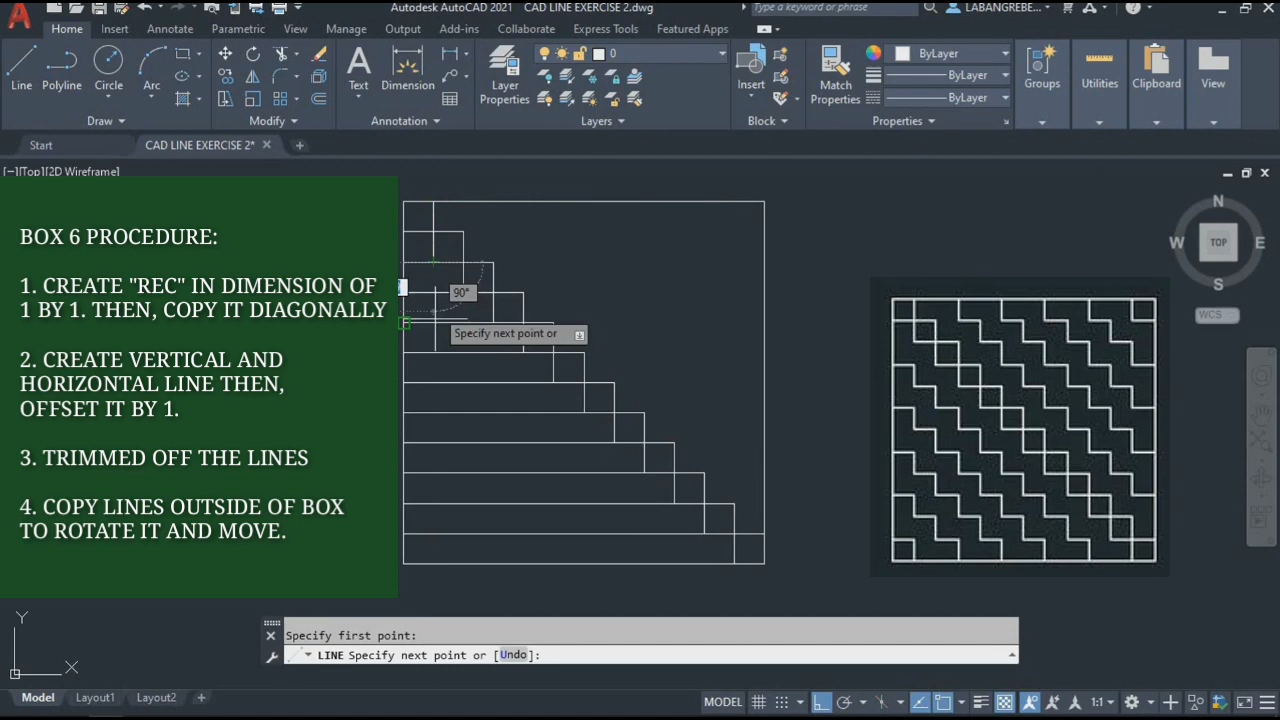 Autodesk AutoCAD 2021 CAD LINE EXERCISE 2.dwg
Type a keyword or phrase
LABANGREBE...
Home Insert Annotate Parametric View Manage Output Add-ins Collaborate Express Tools Featured Apps
0
ByLayer
ByLayer
ByLayer
Line Polyline Circle Arc Text Dimension Layer Properties Insert Match Properties Groups Utilities Clipboard View
Draw Modify Annotation Layers Block Properties
Start CAD LINE EXERCISE 2*
[−][Top][2D Wireframe]
BOX 6 PROCEDURE:
1. CREATE "REC" IN DIMENSION OF
1 BY 1. THEN, COPY IT DIAGONALLY
2. CREATE VERTICAL AND
HORIZONTAL LINE THEN,
OFFSET IT BY 1.
3. TRIMMED OFF THE LINES
4. COPY LINES OUTSIDE OF BOX
TO ROTATE IT AND MOVE.
90°
Specify next point or
N
W TOP E
S
WCS
Y
X
Specify first point:
LINE Specify next point or [Undo]:
Model Layout1 Layout2
MODEL 1:1